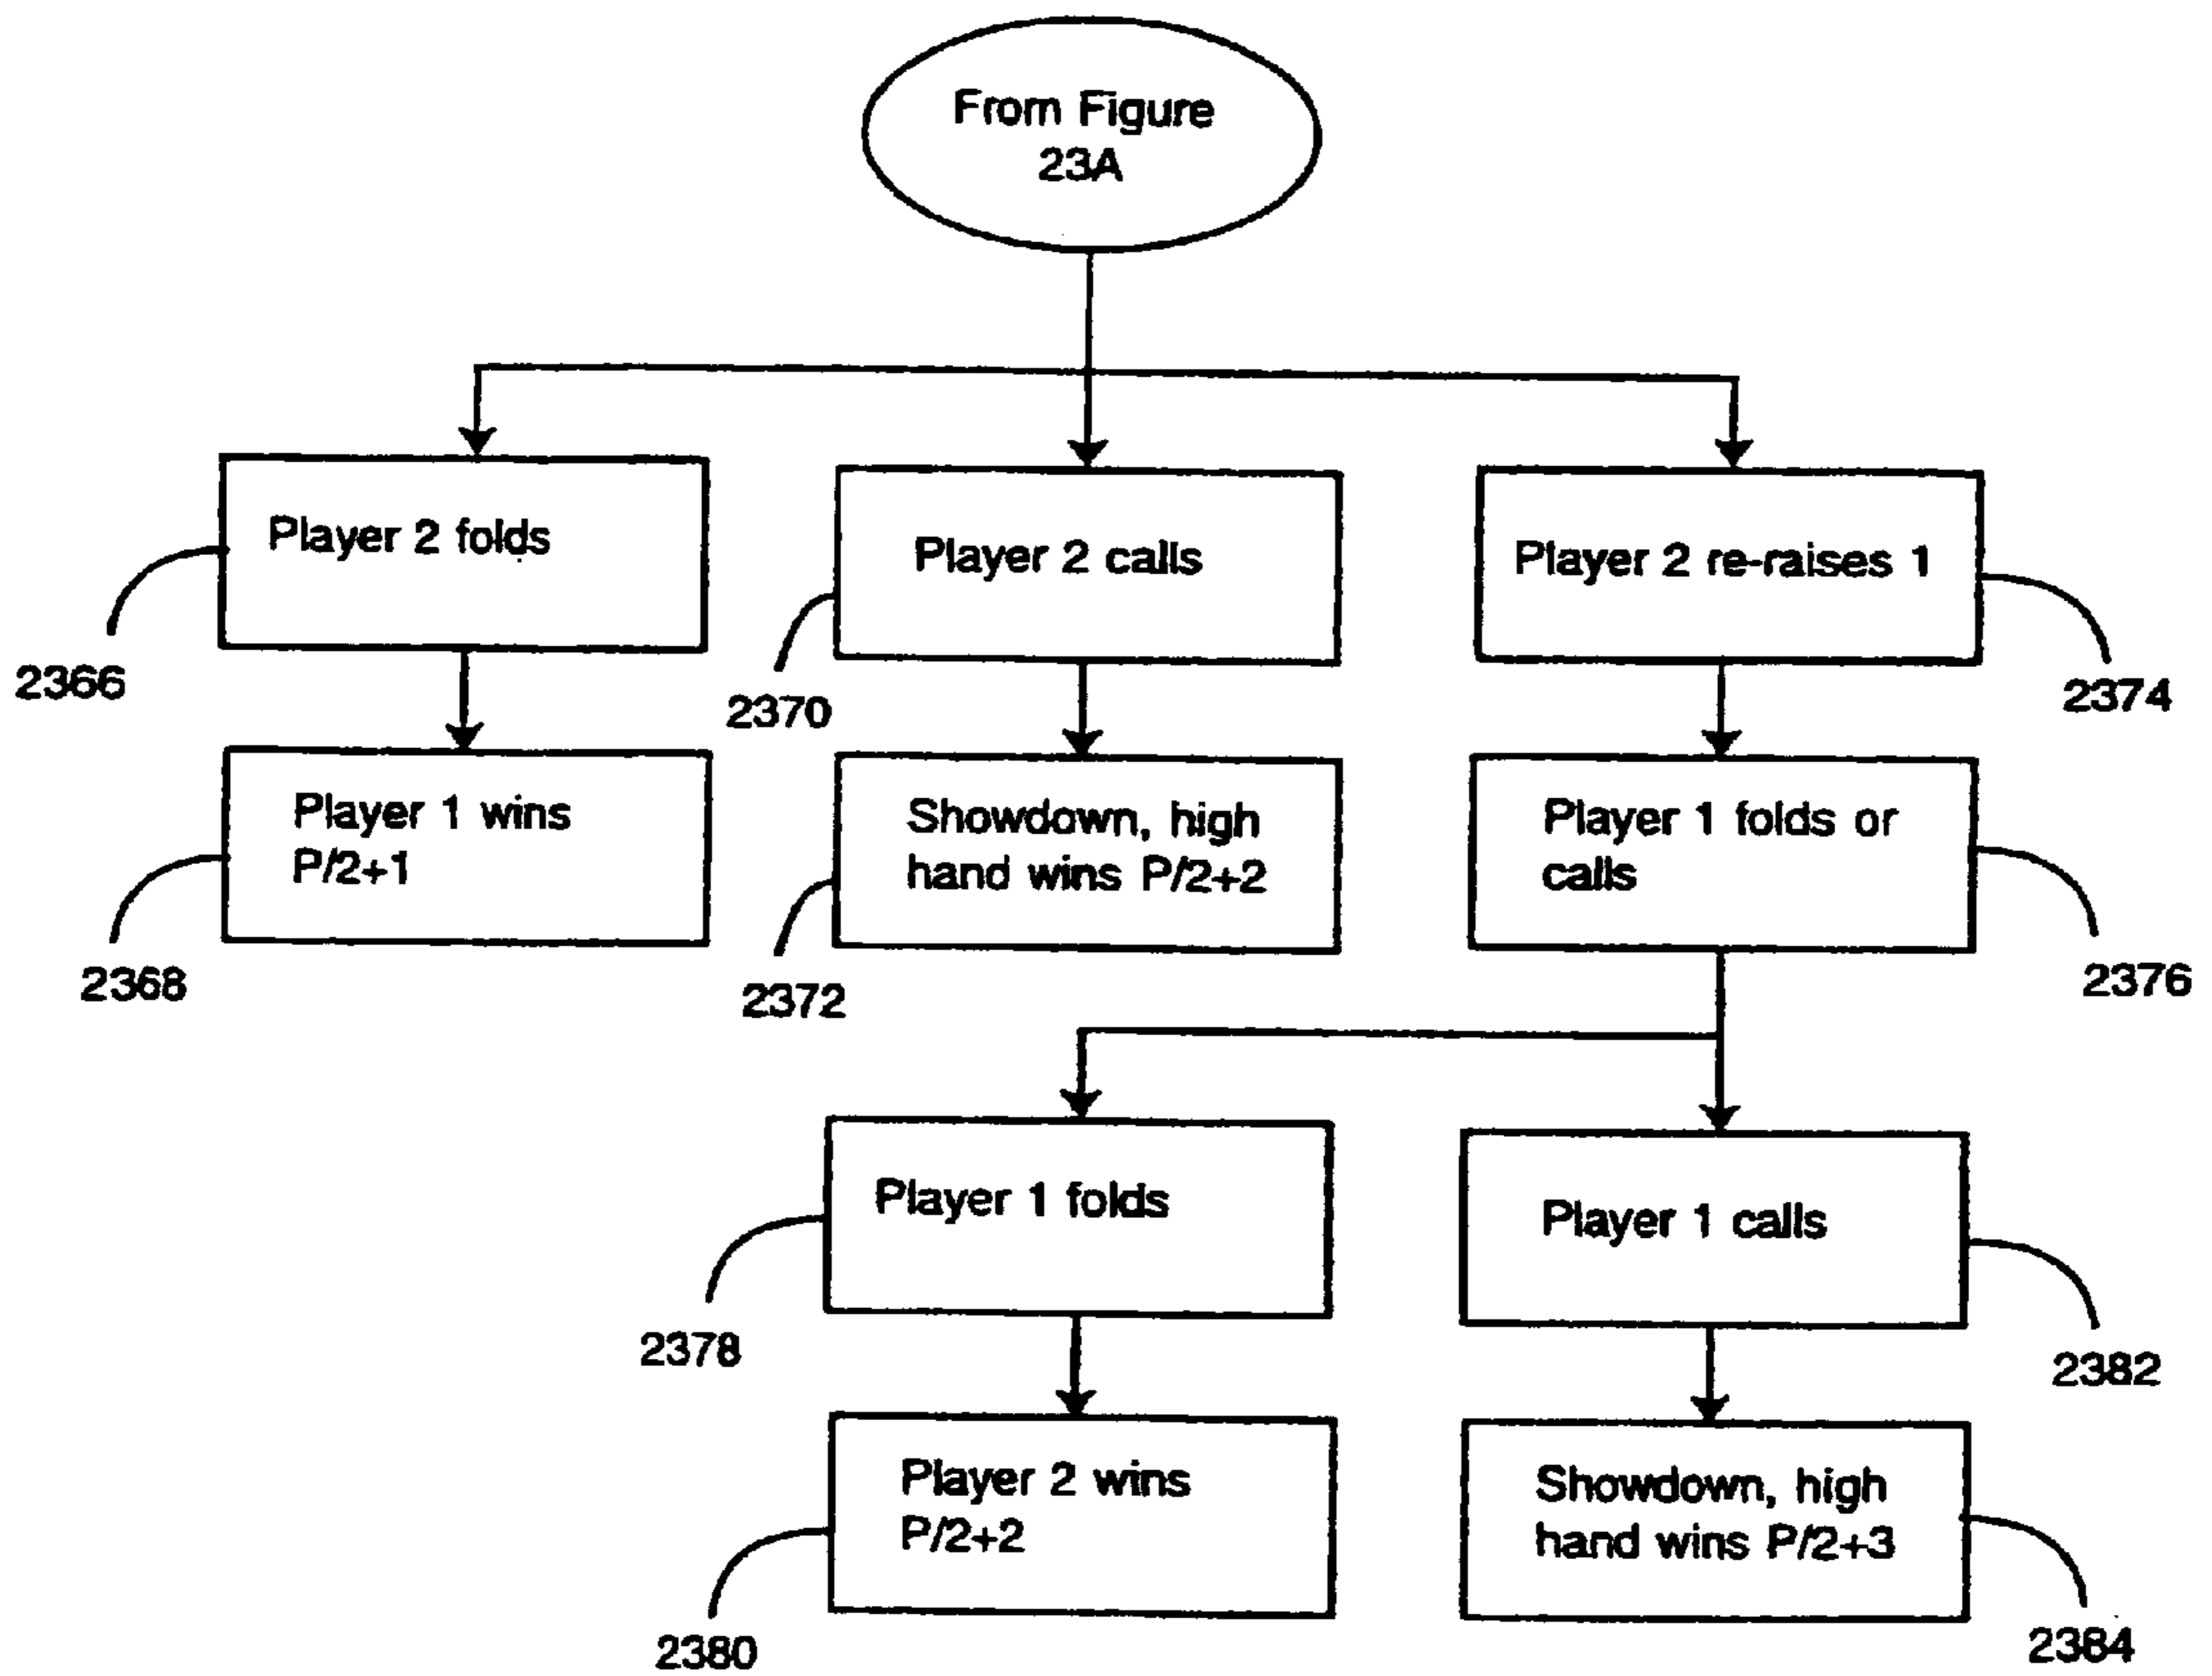 From Figure
23A
Player 2 folds
Player 2 calls
Player 2 re-raises 1
2366
2370
2374
Player 1 wins
P/2+1
Showdown, high
hand wins P/2+2
Player 1 folds or
calls
2368
2372
2376
Player 1 folds
Player 1 calls
2378
2382
Player 2 wins
P/2+2
Showdown, high
hand wins P/2+3
2380
2384